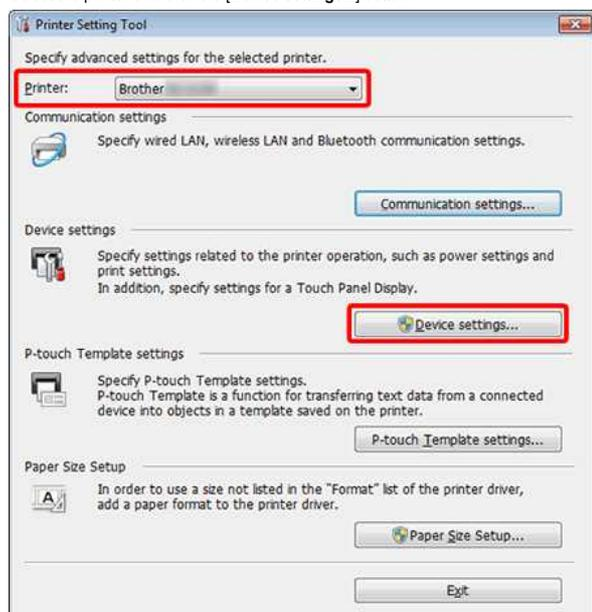 Printer Setting Tool
Specify advanced settings for the selected printer.
Printer: Brother
Communication settings
Specify wired LAN, wireless LAN and Bluetooth communication settings.
Communication settings...
Device settings
Specify settings related to the printer operation, such as power settings and
print settings.
In addition, specify settings for a Touch Panel Display.
Device settings...
P-touch Template settings
Specify P-touch Template settings.
P-touch Template is a function for transferring text data from a connected
device into objects in a template saved on the printer.
P-touch Template settings...
Paper Size Setup
In order to use a size not listed in the "Format" list of the printer driver,
add a paper format to the printer driver.
Paper Size Setup...
Exit